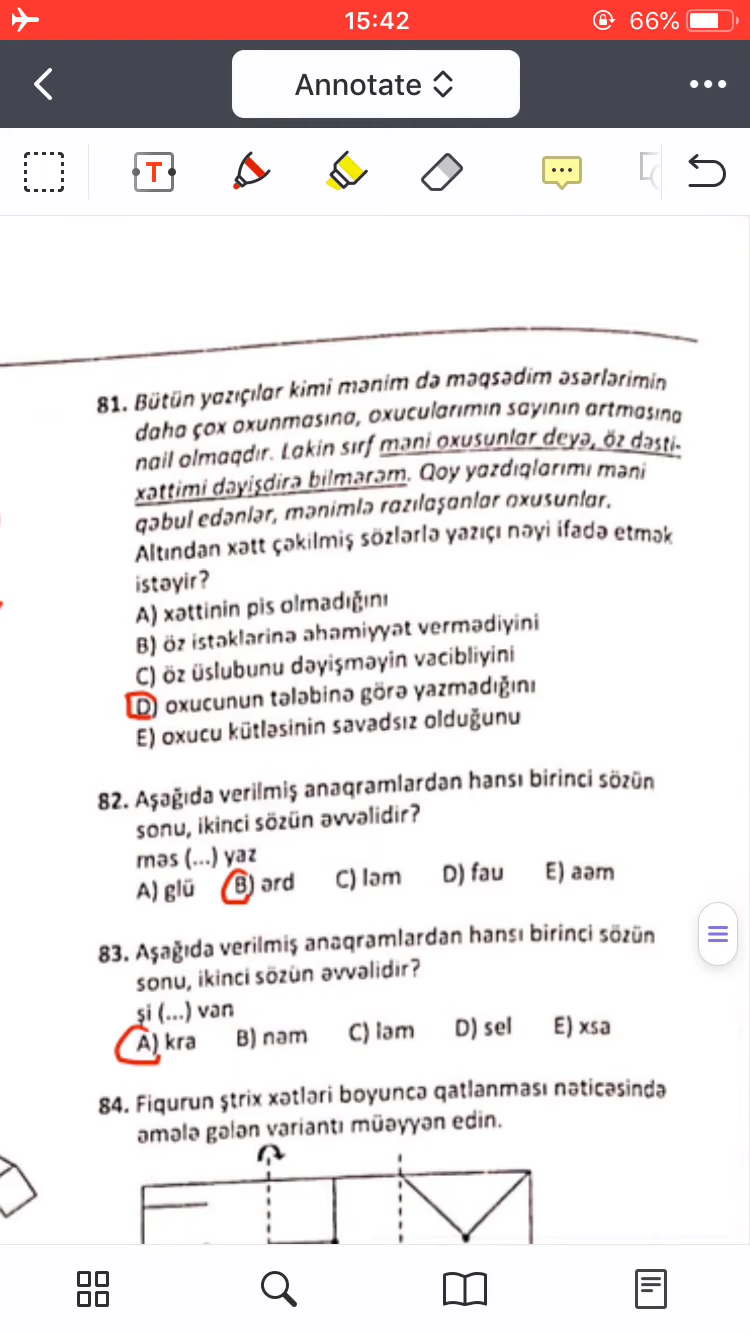 15:42
66%
Annotate
T
81. Bütün yazıçılar kimi mənim də məqsədim əsərlərimin
daha çox oxunmasına, oxucularımın sayının artmasına
nail olmaqdır. Lakin sırf məni oxusunlar deyə, öz dəsti-
xəttimi dəyişdirə bilmərəm. Qoy yazdıqlarımı məni
qəbul edənlər, mənimlə razılaşanlar oxusunlar.
Altından xətt çəkilmiş sözlərlə yazıçı nəyi ifadə etmək
istəyir?
A) xəttinin pis olmadığını
B) öz istəklərinə əhəmiyyət vermədiyini
C) öz üslubunu dəyişməyin vacibliyini
D) oxucunun tələbinə görə yazmadığını
E) oxucu kütləsinin savadsız olduğunu
82. Aşağıda verilmiş anaqramlardan hansı birinci sözün
sonu, ikinci sözün əvvəlidir?
məs (...) yaz
A) glü B) ərd C) ləm D) fau E) aəm
83. Aşağıda verilmiş anaqramlardan hansı birinci sözün
sonu, ikinci sözün əvvəlidir?
şi (...) van
A) kra B) nəm C) ləm D) sel E) xsa
84. Fiqurun ştrix xətləri boyunca qatlanması nəticəsində
əmələ gələn variantı müəyyən edin.